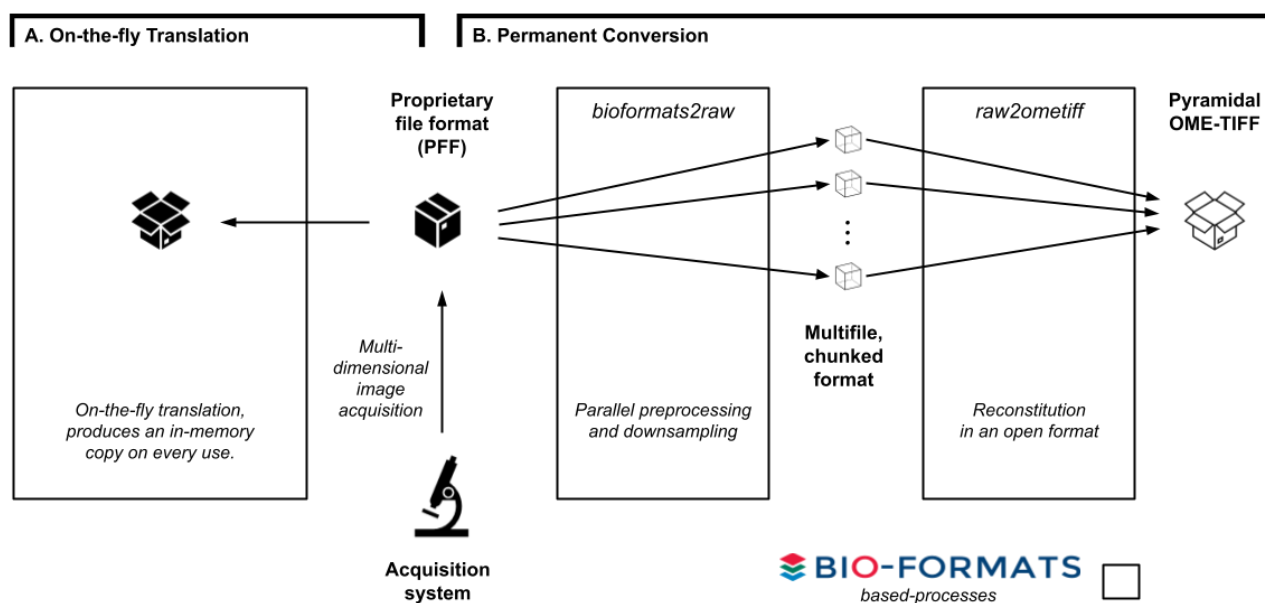 A. On-the-fly Translation
B. Permanent Conversion
Proprietary
file format
(PFF)
bioformats2raw
raw2ometiff
Pyramidal
OME-TIFF
Multi-
dimensional
image
acquisition
Multifile,
chunked
format
On-the-fly translation,
produces an in-memory
copy on every use.
Parallel preprocessing
and downsampling
Reconstitution
in an open format
Acquisition
system
BIO-FORMATS
based-processes